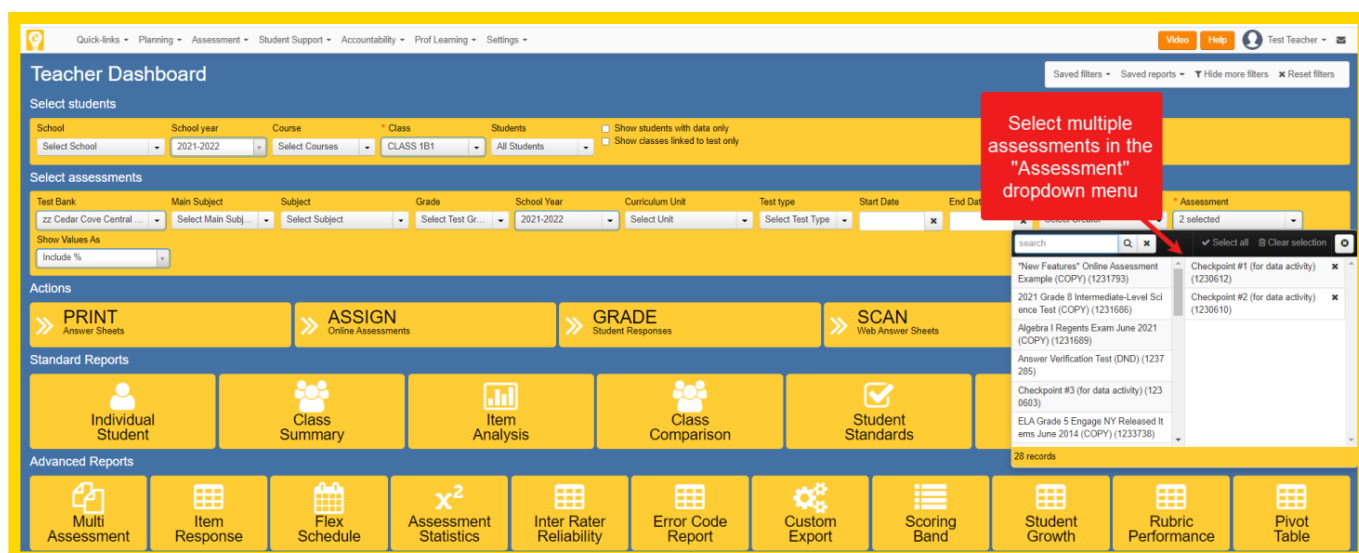 Quick-links Planning Assessment Student Support Accountability Prof Learning Settings Video Help Test Teacher
Teacher Dashboard
Saved filters Saved reports Hide more filters Reset filters
Select students
School School year Course * Class Students Show students with data only
Select School 2021-2022 Select Courses CLASS 1B1 All Students Show classes linked to test only
Select multiple
assessments in the
"Assessment"
dropdown menu
Select assessments
Test Bank Main Subject Subject Grade School Year Curriculum Unit Test type Start Date End Dat * Assessment
zz Cedar Cove Central ... Select Main Subj... Select Subject Select Test Gr... 2021-2022 Select Unit Select Test Type 2 selected
Show Values As
Include %
search Select all Clear selection
"New Features" Online Assessment
Example (COPY) (1231793)
2021 Grade 8 Intermediate-Level Sci
ence Test (COPY) (1231686)
Algebra I Regents Exam June 2021
(COPY) (1231689)
Answer Verification Test (DND) (1237
285)
Checkpoint #3 (for data activity) (123
0603)
ELA Grade 5 Engage NY Released It
ems June 2014 (COPY) (1233738)
Checkpoint #1 (for data activity)
(1230612)
Checkpoint #2 (for data activity)
(1230610)
28 records
Actions
PRINT
Answer Sheets
ASSIGN
Online Assessments
GRADE
Student Responses
SCAN
Web Answer Sheets
Standard Reports
Individual
Student
Class
Summary
Item
Analysis
Class
Comparison
Student
Standards
Advanced Reports
Multi
Assessment
Item
Response
Flex
Schedule
x2
Assessment
Statistics
Inter Rater
Reliability
Error Code
Report
Custom
Export
Scoring
Band
Student
Growth
Rubric
Performance
Pivot
Table